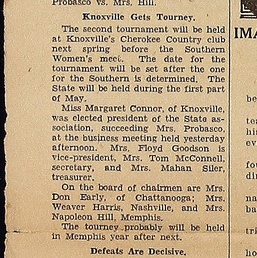 Probasco vs. Mrs. Hill.
Knoxville Gets Tourney.
The second tournament will be held
at Knoxville's Cherokee Country club
next spring before the Southern
Women's meet. The date for the
tournament will be set after the one
for the Southern is determined. The
State will be held during the first part
of May.
Miss Margaret Connor, of Knoxville,
was elected president of the State as-
sociation, succeeding Mrs. Probasco,
at the business meeting held yesterday
afternoon. Mrs. Floyd Goodson is
vice-president, Mrs. Tom McConnell,
secretary, and Mrs. Mahan Siler,
treasurer.
On the board of chairmen are Mrs.
Don Early, of Chattanooga; Mrs.
Weaver Harris, Nashville, and Mrs.
Napoleon Hill, Memphis.
The tourney probably will be held
in Memphis year after next.
Defeats Are Decisive.
IMA